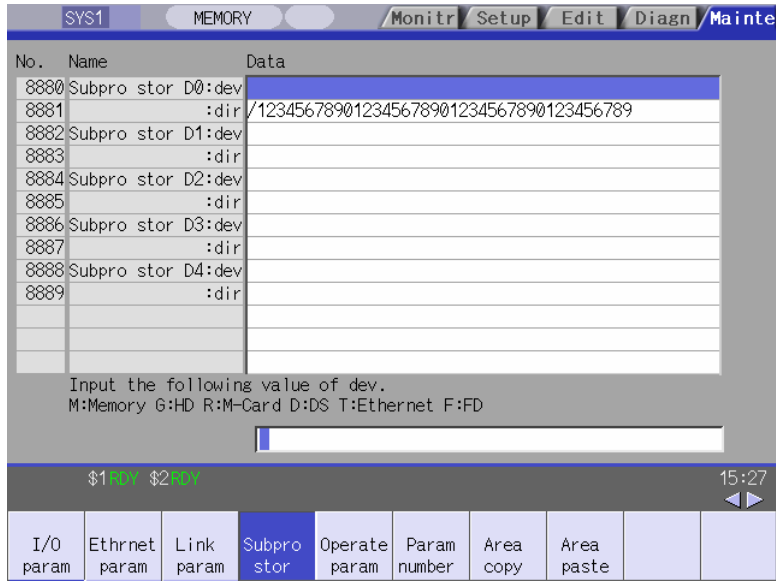 SYS1 MEMORY Monitr Setup Edit Diagn Mainte
No. Name Data
8880 Subpro stor D0:dev
8881 :dir /123456789012345678901234567890123456789
8882 Subpro stor D1:dev
8883 :dir
8884 Subpro stor D2:dev
8885 :dir
8886 Subpro stor D3:dev
8887 :dir
8888 Subpro stor D4:dev
8889 :dir
Input the following value of dev.
M:Memory G:HD R:M-Card D:DS T:Ethernet F:FD
$1RDY $2RDY 15:27
I/O param Ethrnet param Link param Subpro stor Operate param Param number Area copy Area paste